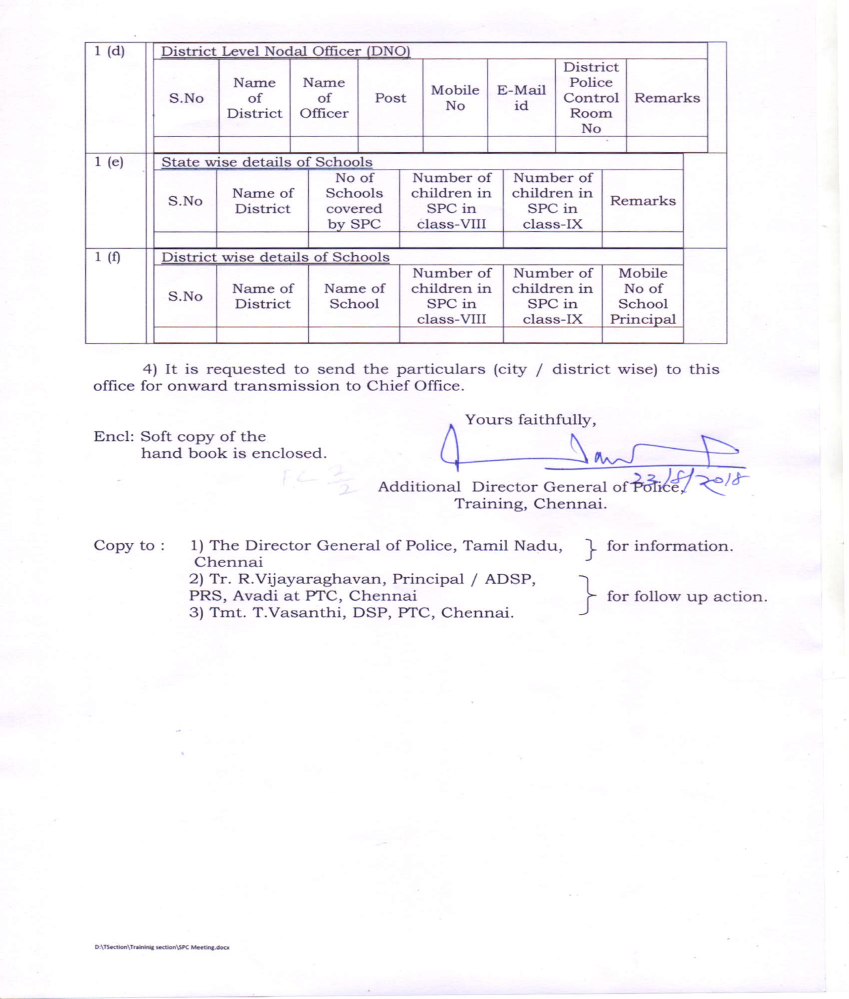 1 (d)
District Level Nodal Officer (DNO)
S.No
Name of District
Name of Officer
Post
Mobile No
E-Mail id
District Police Control Room No
Remarks
1 (e)
State wise details of Schools
S.No
Name of District
No of Schools covered by SPC
Number of children in SPC in class-VIII
Number of children in SPC in class-IX
Remarks
1 (f)
District wise details of Schools
S.No
Name of District
Name of School
Number of children in SPC in class-VIII
Number of children in SPC in class-IX
Mobile No of School Principal
4) It is requested to send the particulars (city / district wise) to this
office for onward transmission to Chief Office.
Yours faithfully,
Encl: Soft copy of the
hand book is enclosed.
23/8/2018
Additional Director General of Police,
Training, Chennai.
Copy to :
1) The Director General of Police, Tamil Nadu,
Chennai
} for information.
2) Tr. R.Vijayaraghavan, Principal / ADSP,
PRS, Avadi at PTC, Chennai
} for follow up action.
3) Tmt. T.Vasanthi, DSP, PTC, Chennai.
D:\TSection\Traininig section\SPC Meeting.docx